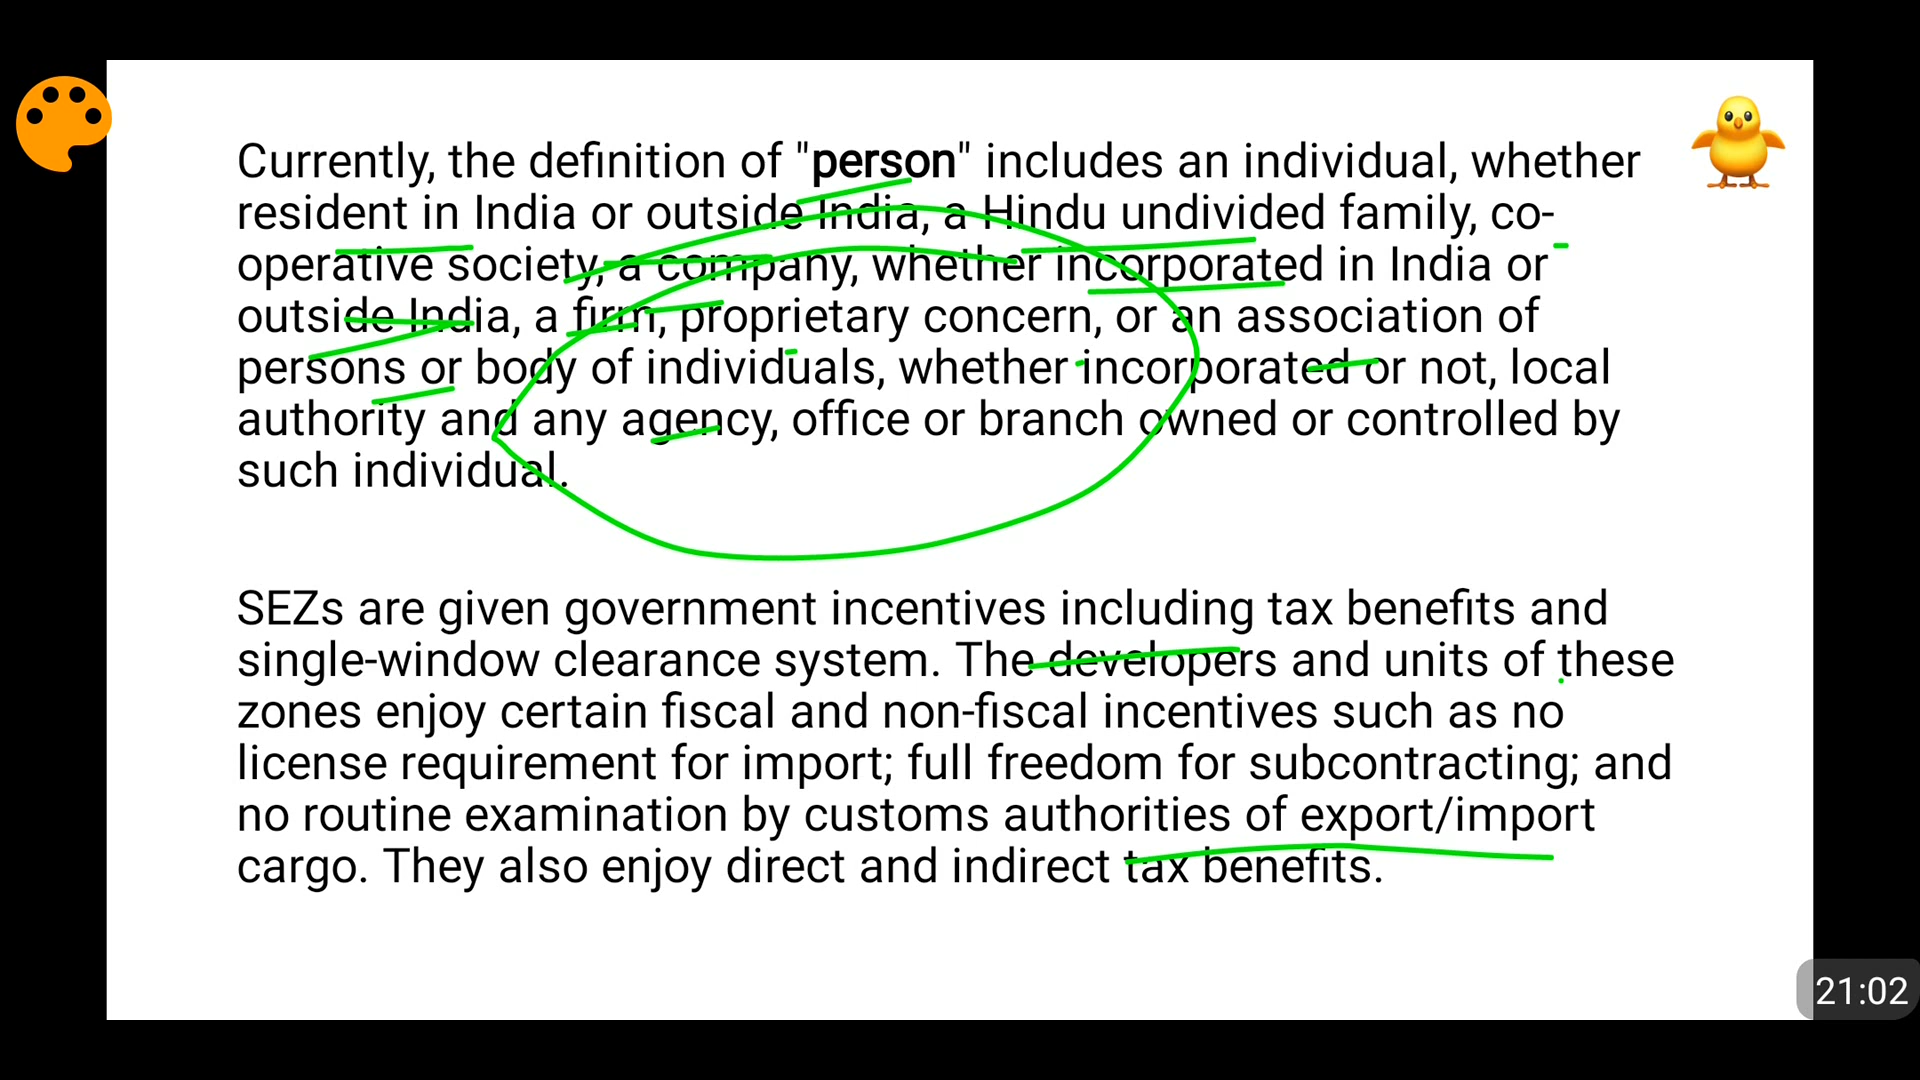 Currently, the definition of "person" includes an individual, whether
resident in India or outside India, a Hindu undivided family, co-
operative society, a company, whether incorporated in India or
outside India, a firm, proprietary concern, or an association of
persons or body of individuals, whether incorporated or not, local
authority and any agency, office or branch owned or controlled by
such individual.
SEZs are given government incentives including tax benefits and
single-window clearance system. The developers and units of these
zones enjoy certain fiscal and non-fiscal incentives such as no
license requirement for import; full freedom for subcontracting; and
no routine examination by customs authorities of export/import
cargo. They also enjoy direct and indirect tax benefits.
21:02